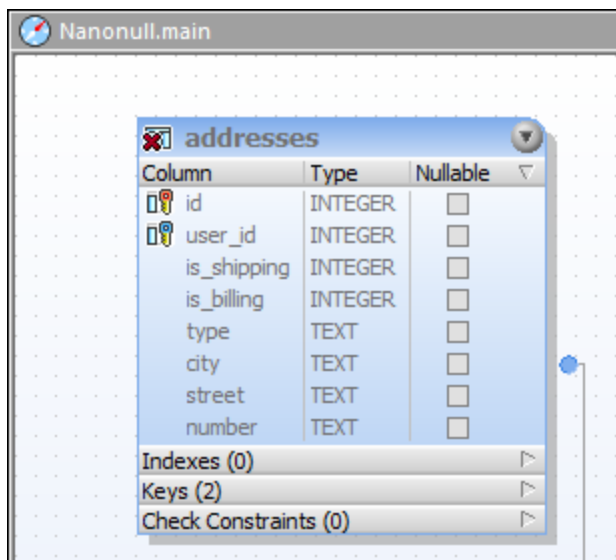 Nanonull.main
addresses
Column Type Nullable
id INTEGER
user_id INTEGER
is_shipping INTEGER
is_billing INTEGER
type TEXT
city TEXT
street TEXT
number TEXT
Indexes (0)
Keys (2)
Check Constraints (0)